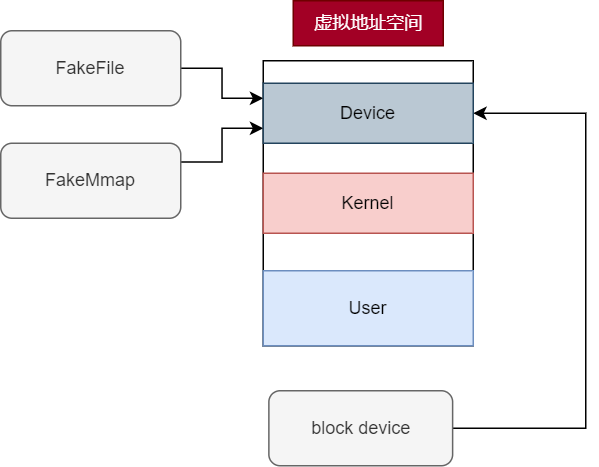 虚拟地址空间
FakeFile
Device
FakeMmap
Kernel
User
block device